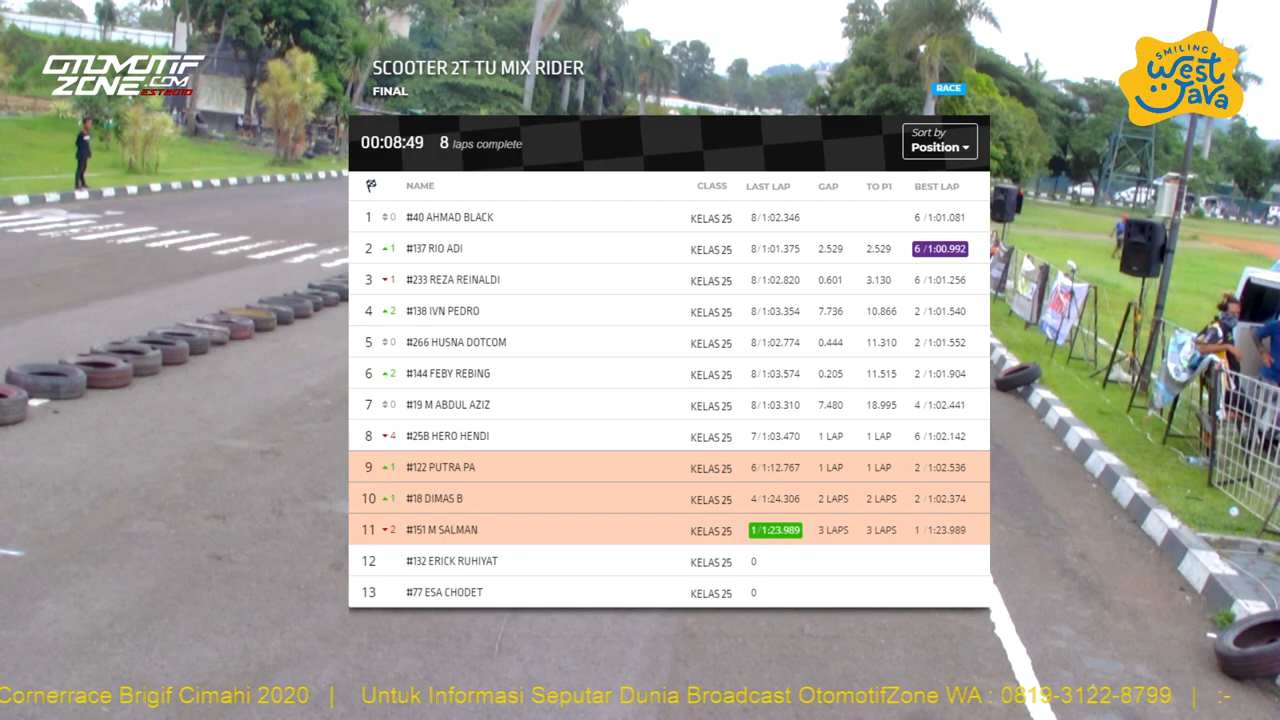 OTOMOTIF
ZONE.COM
EST2010
SCOOTER 2T TU MIX RIDER
FINAL
RACE
SMILING
West
Java
00:08:49 8 laps complete
Sort by
Position
NAME CLASS LAST LAP GAP TO P1 BEST LAP
1 0 #40 AHMAD BLACK KELAS 25 8/1:02.346 6/1:01.081
2 1 #137 RIO ADI KELAS 25 8/1:01.375 2.529 2.529 6/1:00.992
3 1 #233 REZA REINALDI KELAS 25 8/1:02.820 0.601 3.130 6/1:01.256
4 2 #138 IVN PEDRO KELAS 25 8/1:03.354 7.736 10.866 2/1:01.540
5 0 #266 HUSNA DOTCOM KELAS 25 8/1:02.774 0.444 11.310 2/1:01.552
6 2 #144 FEBY REBING KELAS 25 8/1:03.574 0.205 11.515 2/1:01.904
7 0 #19 M ABDUL AZIZ KELAS 25 8/1:03.310 7.480 18.995 4/1:02.441
8 4 #25B HERO HENDI KELAS 25 7/1:03.470 1 LAP 1 LAP 6/1:02.142
9 1 #122 PUTRA PA KELAS 25 6/1:12.767 1 LAP 1 LAP 2/1:02.536
10 1 #18 DIMAS B KELAS 25 4/1:24.306 2 LAPS 2 LAPS 2/1:02.374
11 2 #151 M SALMAN KELAS 25 1/1:23.989 3 LAPS 3 LAPS 1/1:23.989
12 #132 ERICK RUHIYAT KELAS 25 0
13 #77 ESA CHODET KELAS 25 0
Cornerrace Brigif Cimahi 2020 | Untuk Informasi Seputar Dunia Broadcast OtomotifZone WA : 0819-3122-8799 | :-